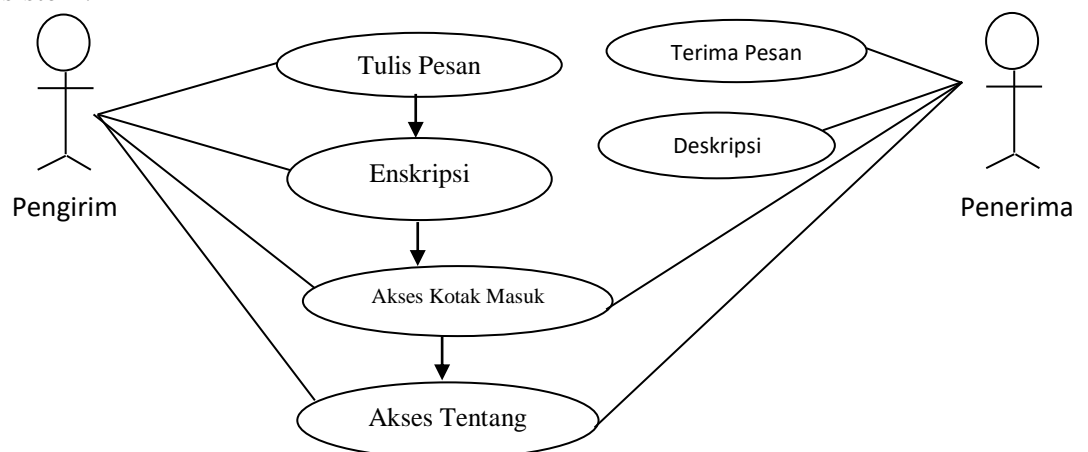 Tulis Pesan
Terima Pesan
Enskripsi
Deskripsi
Pengirim
Penerima
Akses Kotak Masuk
Akses Tentang